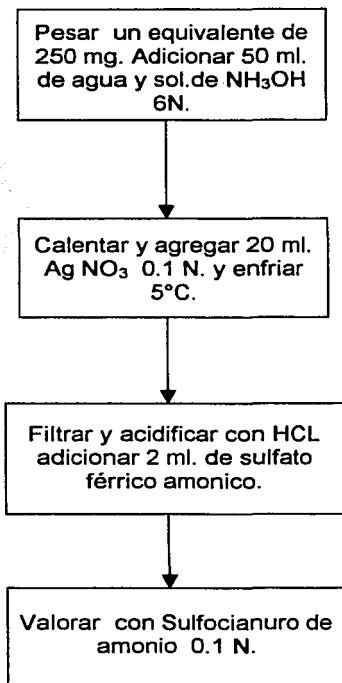 Pesar un equivalente de
250 mg. Adicionar 50 ml.
de agua y sol.de NH₃OH
6N.
Calentar y agregar 20 ml.
Ag NO₃ 0.1 N. y enfriar
5°C.
Filtrar y acidificar con HCL
adicionar 2 ml. de sulfato
férrico amonico.
Valorar con Sulfocianuro de
amonio 0.1 N.